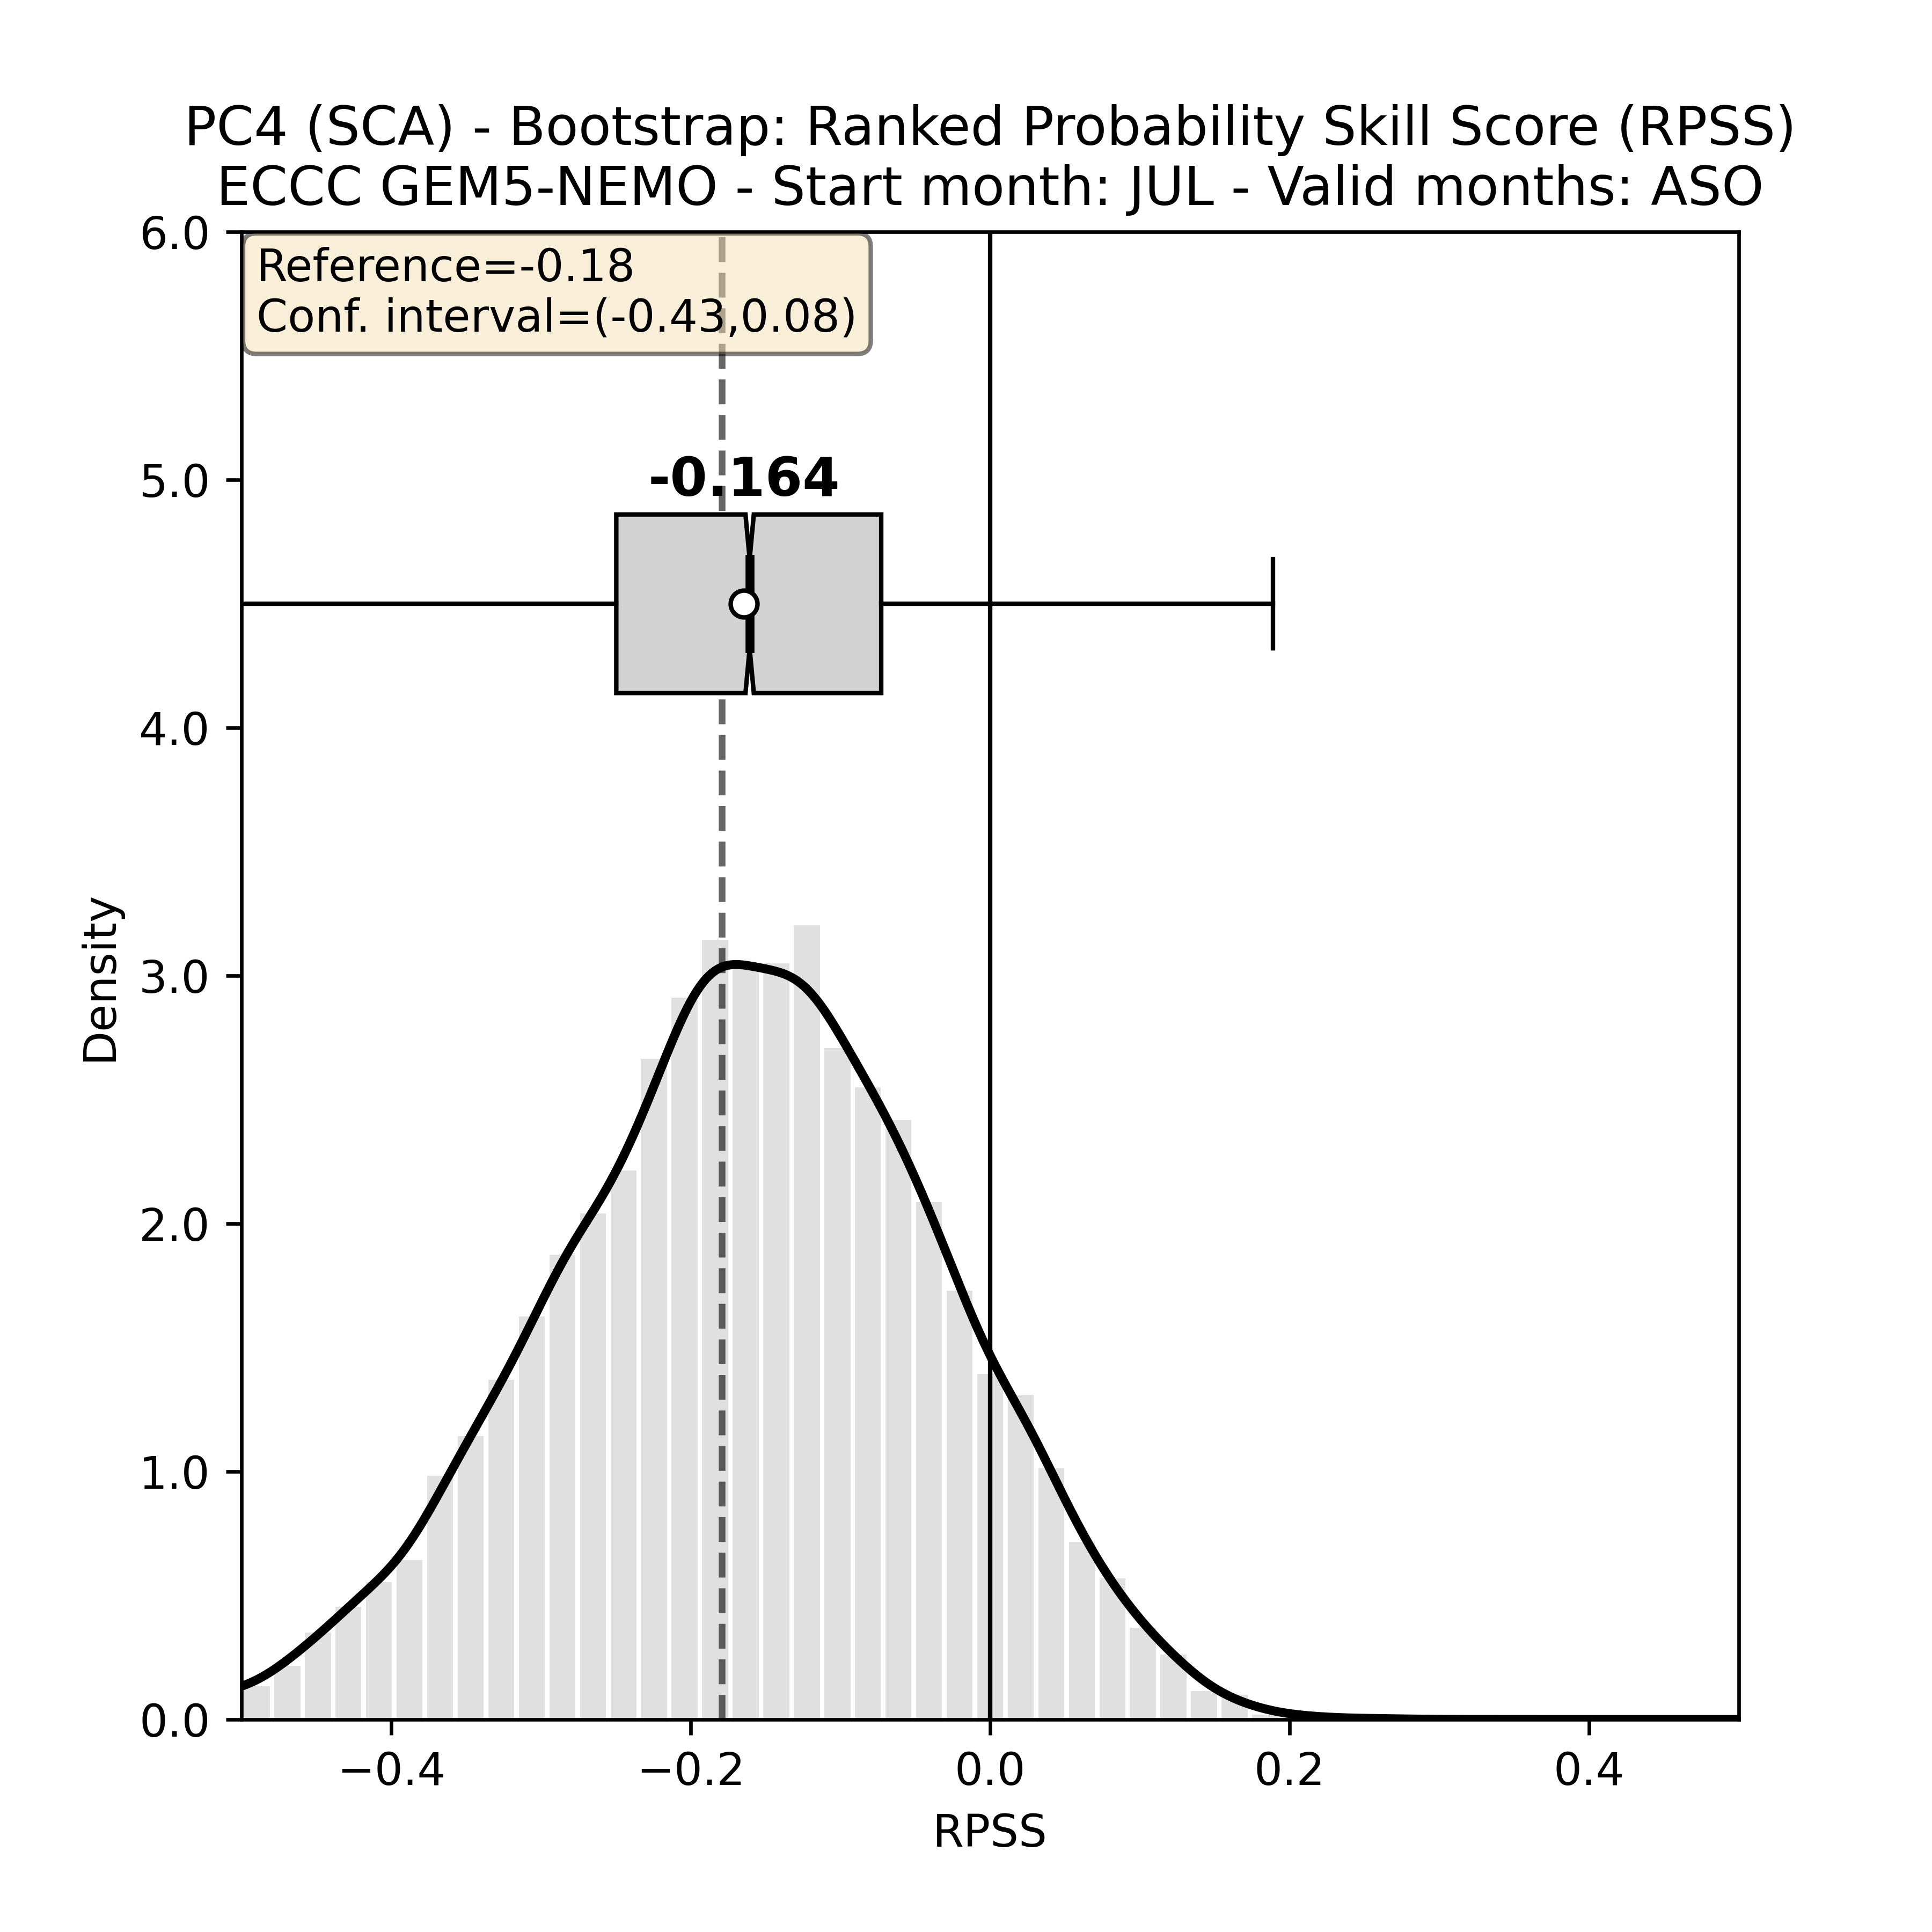 PC4 (SCA) - Bootstrap: Ranked Probability Skill Score (RPSS)
ECCC GEM5-NEMO - Start month: JUL - Valid months: ASO
6.0
Reference=-0.18
Conf. interval=(-0.43,0.08)
-0.164
5.0
4.0
3.0
2.0
1.0
0.0
Density
−0.4
−0.2
0.0
0.2
0.4
RPSS